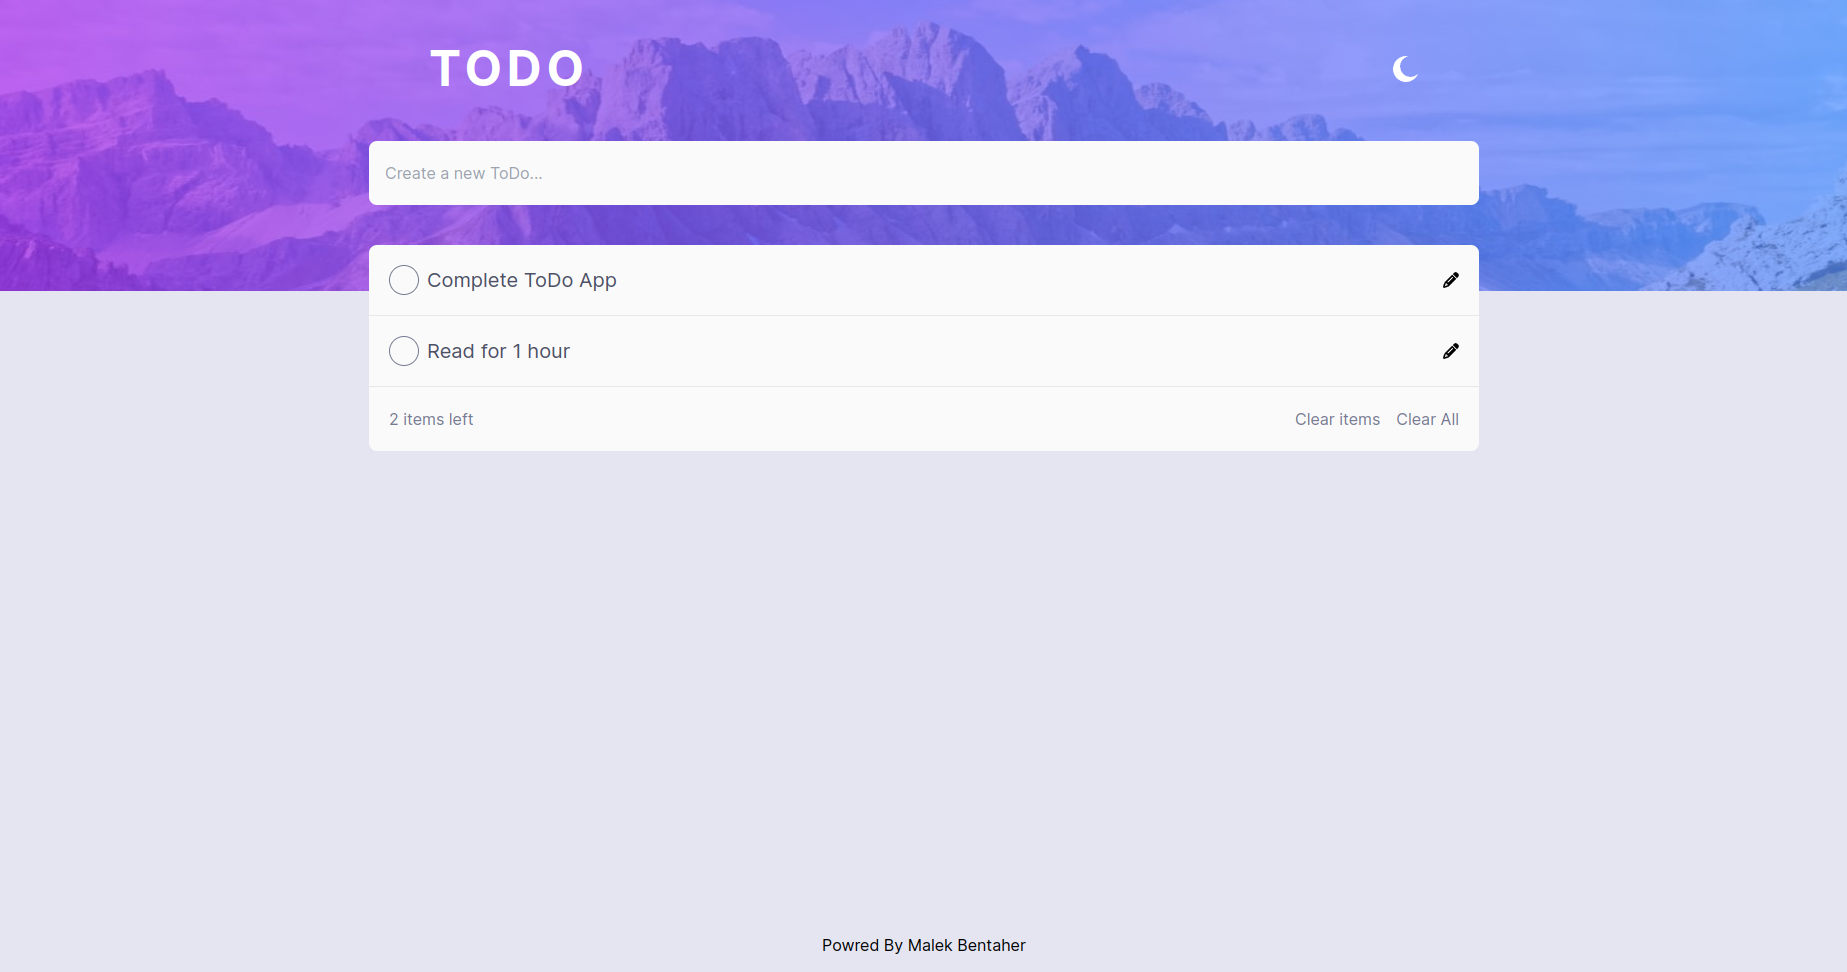 TODO
Create a new ToDo...
Complete ToDo App
Read for 1 hour
2 items left Clear items Clear All
Powred By Malek Bentaher